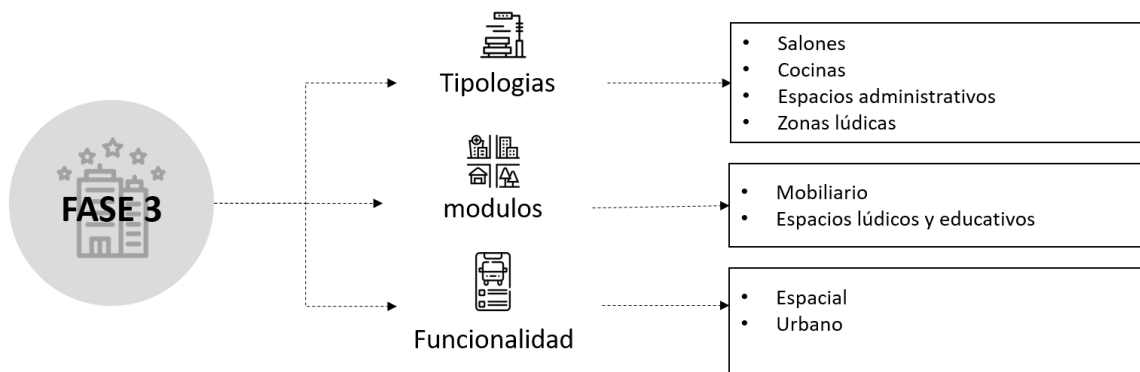 FASE 3
Tipologias
• Salones
• Cocinas
• Espacios administrativos
• Zonas lúdicas
modulos
• Mobiliario
• Espacios lúdicos y educativos
Funcionalidad
• Espacial
• Urbano